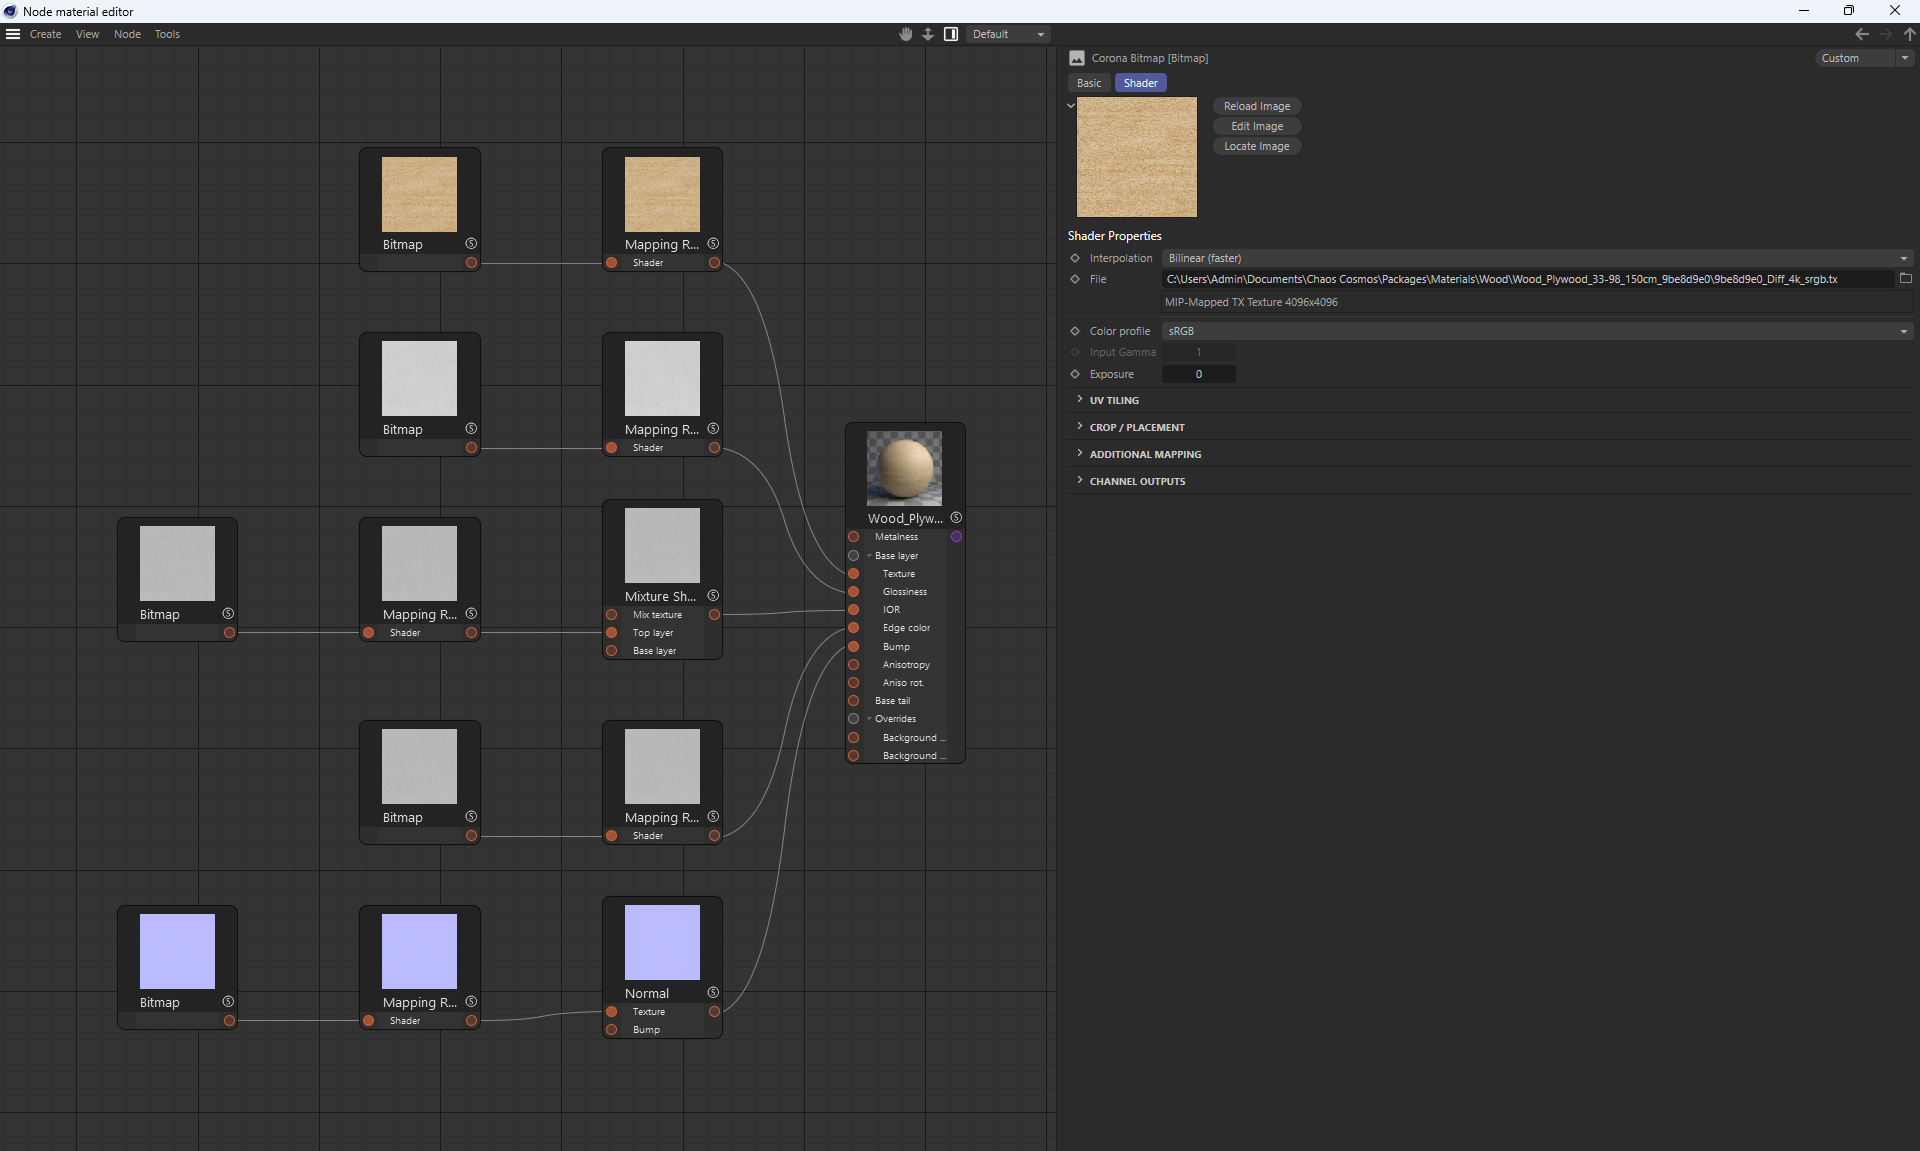 Node material editor
Create View Node Tools Default
Corona Bitmap [Bitmap] Custom
Basic Shader
Reload Image
Edit Image
Locate Image
Shader Properties
Interpolation Bilinear (faster)
File C:\Users\Admin\Documents\Chaos Cosmos\Packages\Materials\Wood\Wood_Plywood_33-98_150cm_9be8d9e0\9be8d9e0_Diff_4k_srgb.tx
MIP-Mapped TX Texture 4096x4096
Color profile sRGB
Input Gamma 1
Exposure 0
UV TILING
CROP / PLACEMENT
ADDITIONAL MAPPING
CHANNEL OUTPUTS
Bitmap S
Mapping R... S
Shader
Bitmap S
Mapping R... S
Shader
Bitmap S
Mapping R... S
Shader
Mixture Sh... S
Mix texture
Top layer
Base layer
Bitmap S
Mapping R... S
Shader
Bitmap S
Mapping R... S
Shader
Normal S
Texture
Bump
Wood_Plyw... S
Metalness
Base layer
Texture
Glossiness
IOR
Edge color
Bump
Anisotropy
Aniso rot.
Base tail
Overrides
Background ...
Background ...